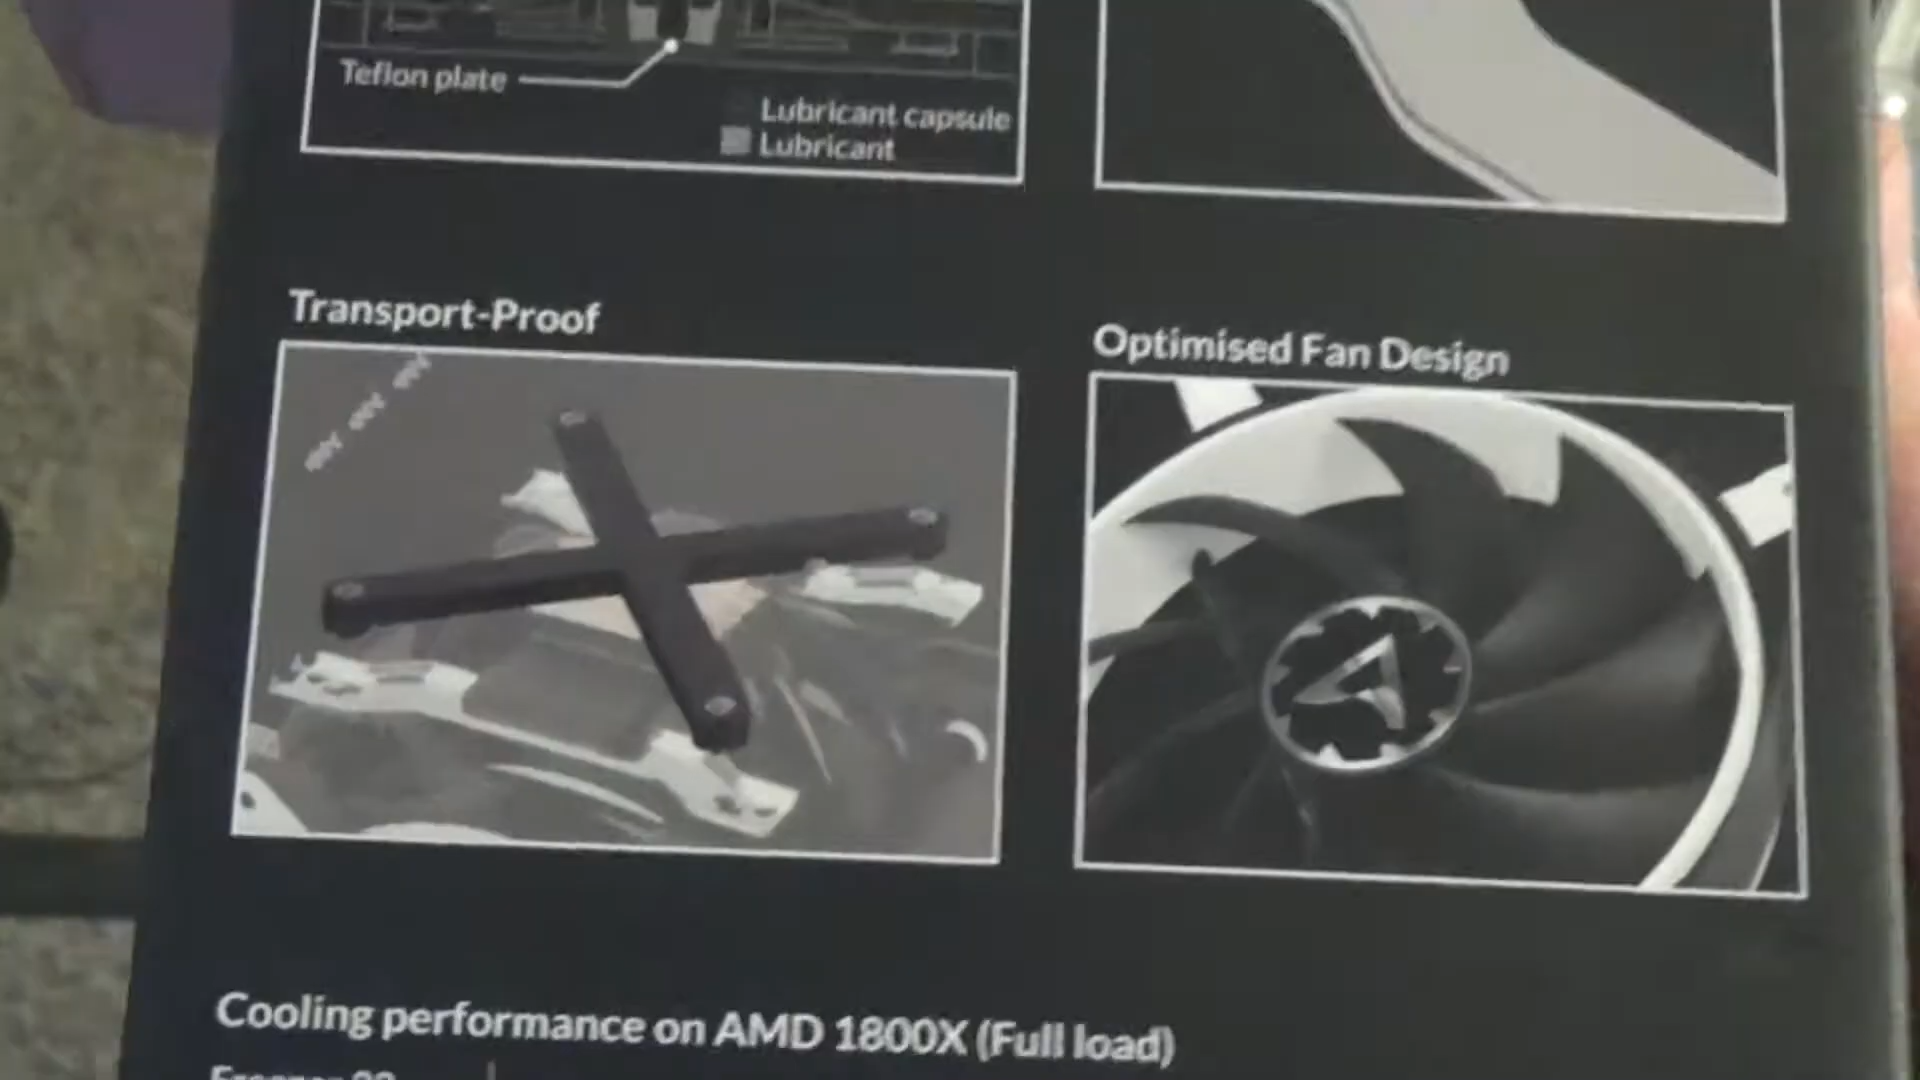 Teflon plate
Lubricant capsule
Lubricant
Transport-Proof
Optimised Fan Design
Cooling performance on AMD 1800X (Full load)